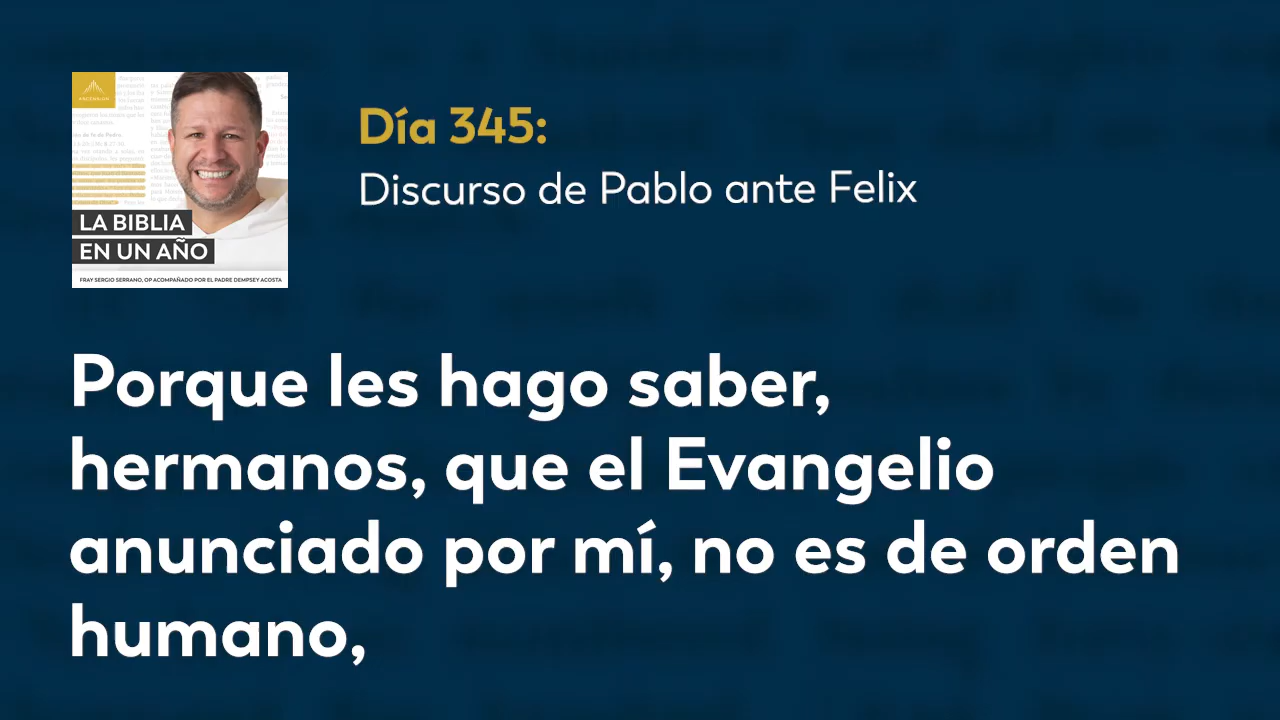 ASCENSION
LA BIBLIA
EN UN AÑO
FRAY SERGIO SERRANO, OP ACOMPAÑADO POR EL PADRE DEMPSEY ACOSTA
Día 345:
Discurso de Pablo ante Felix
Porque les hago saber,
hermanos, que el Evangelio
anunciado por mí, no es de orden
humano,